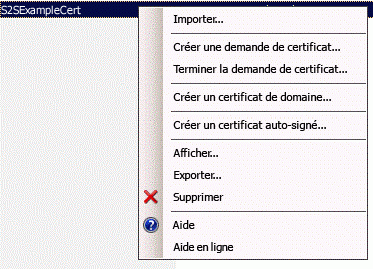 S2SExampleCert
Importer...
Créer une demande de certificat...
Terminer la demande de certificat...
Créer un certificat de domaine...
Créer un certificat auto-signé...
Afficher...
Exporter...
Supprimer
Aide
Aide en ligne